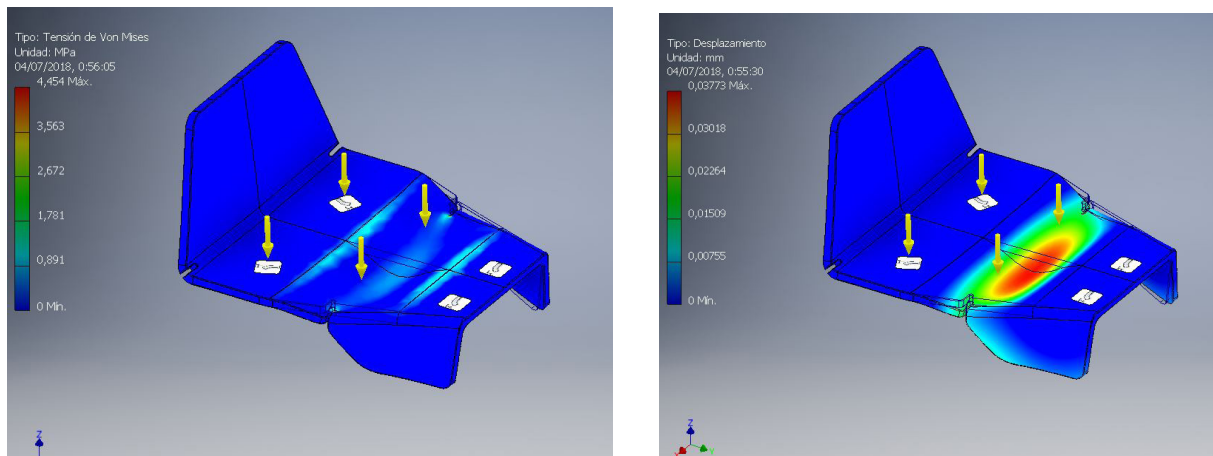 Tipo: Tensión de Von Mises
Unidad: MPa
04/07/2018, 0:56:05
4,454 Máx.
3,563
2,672
1,781
0,891
0 Mín.
Z
Tipo: Desplazamiento
Unidad: mm
04/07/2018, 0:55:30
0,03773 Máx.
0,03018
0,02264
0,01509
0,00755
0 Mín.
Z